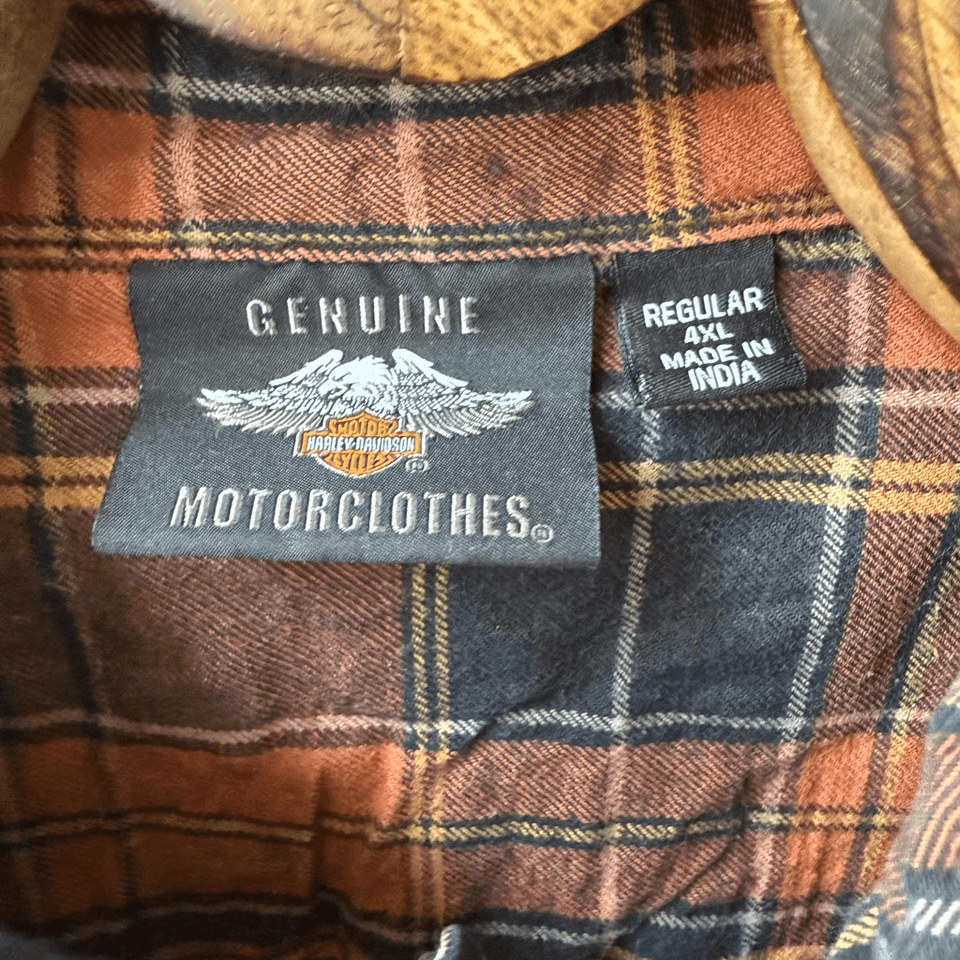 GENUINE
MOTOR
HARLEY-DAVIDSON
CYCLES
®
MOTORCLOTHES®
REGULAR
4XL
MADE IN
INDIA